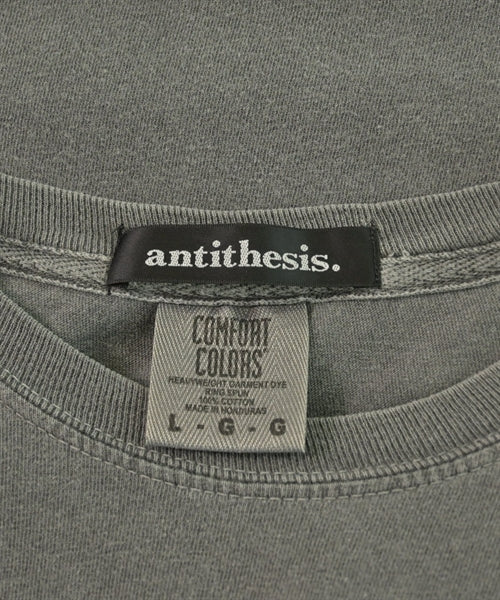 antithesis.
COMFORT
COLORS
HEAVYWEIGHT GARMENT DYE
RING SPUN
100% COTTON
MADE IN HONDURAS
L - G - G